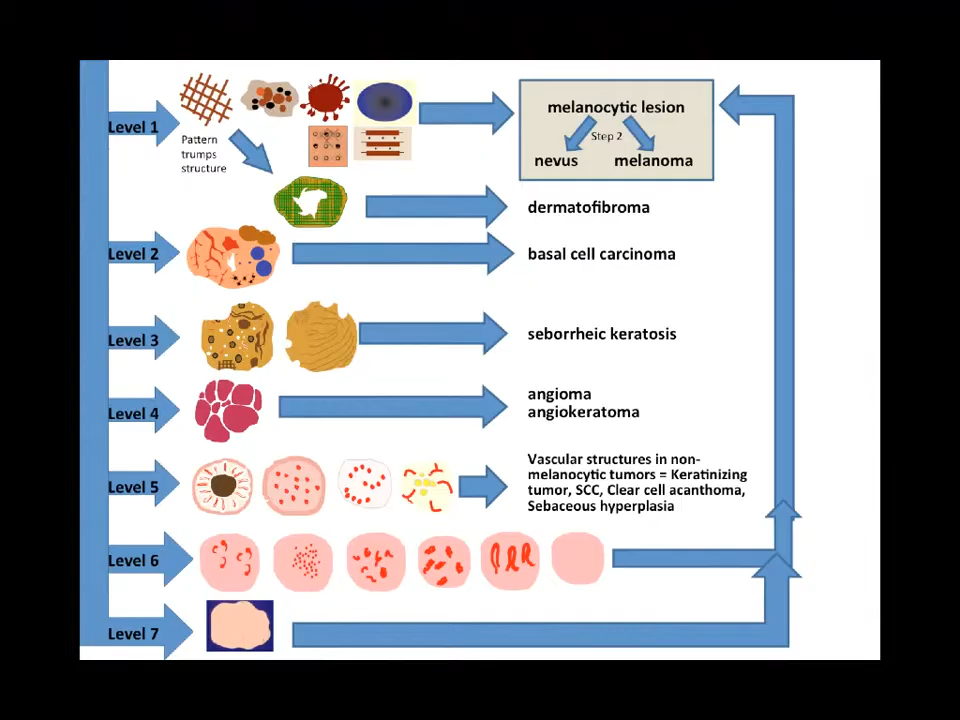 Level 1
Pattern
trumps
structure
melanocytic lesion
Step 2
nevus melanoma
dermatofibroma
Level 2
basal cell carcinoma
Level 3
seborrheic keratosis
Level 4
angioma
angiokeratoma
Level 5
Vascular structures in non-
melanocytic tumors = Keratinizing
tumor, SCC, Clear cell acanthoma,
Sebaceous hyperplasia
Level 6
Level 7